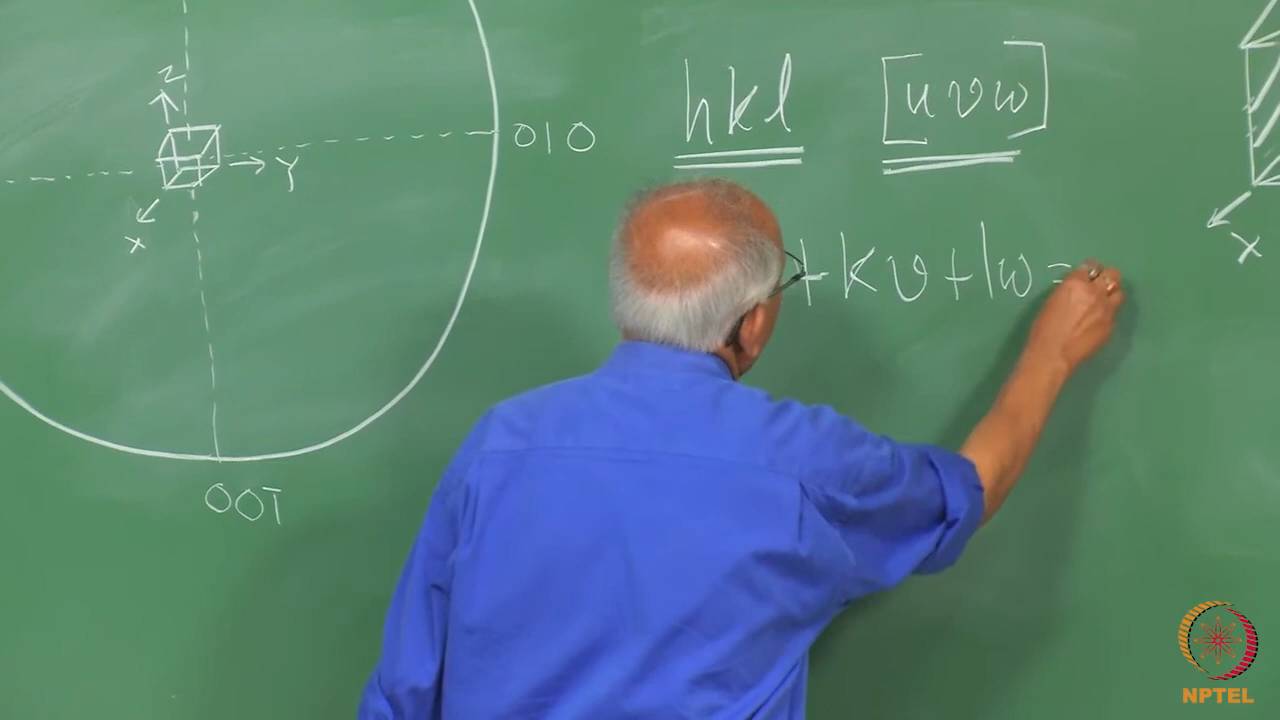 Z
Y
X
010
001̄
hkl [uvw]
+kv+lw=
X
NPTEL